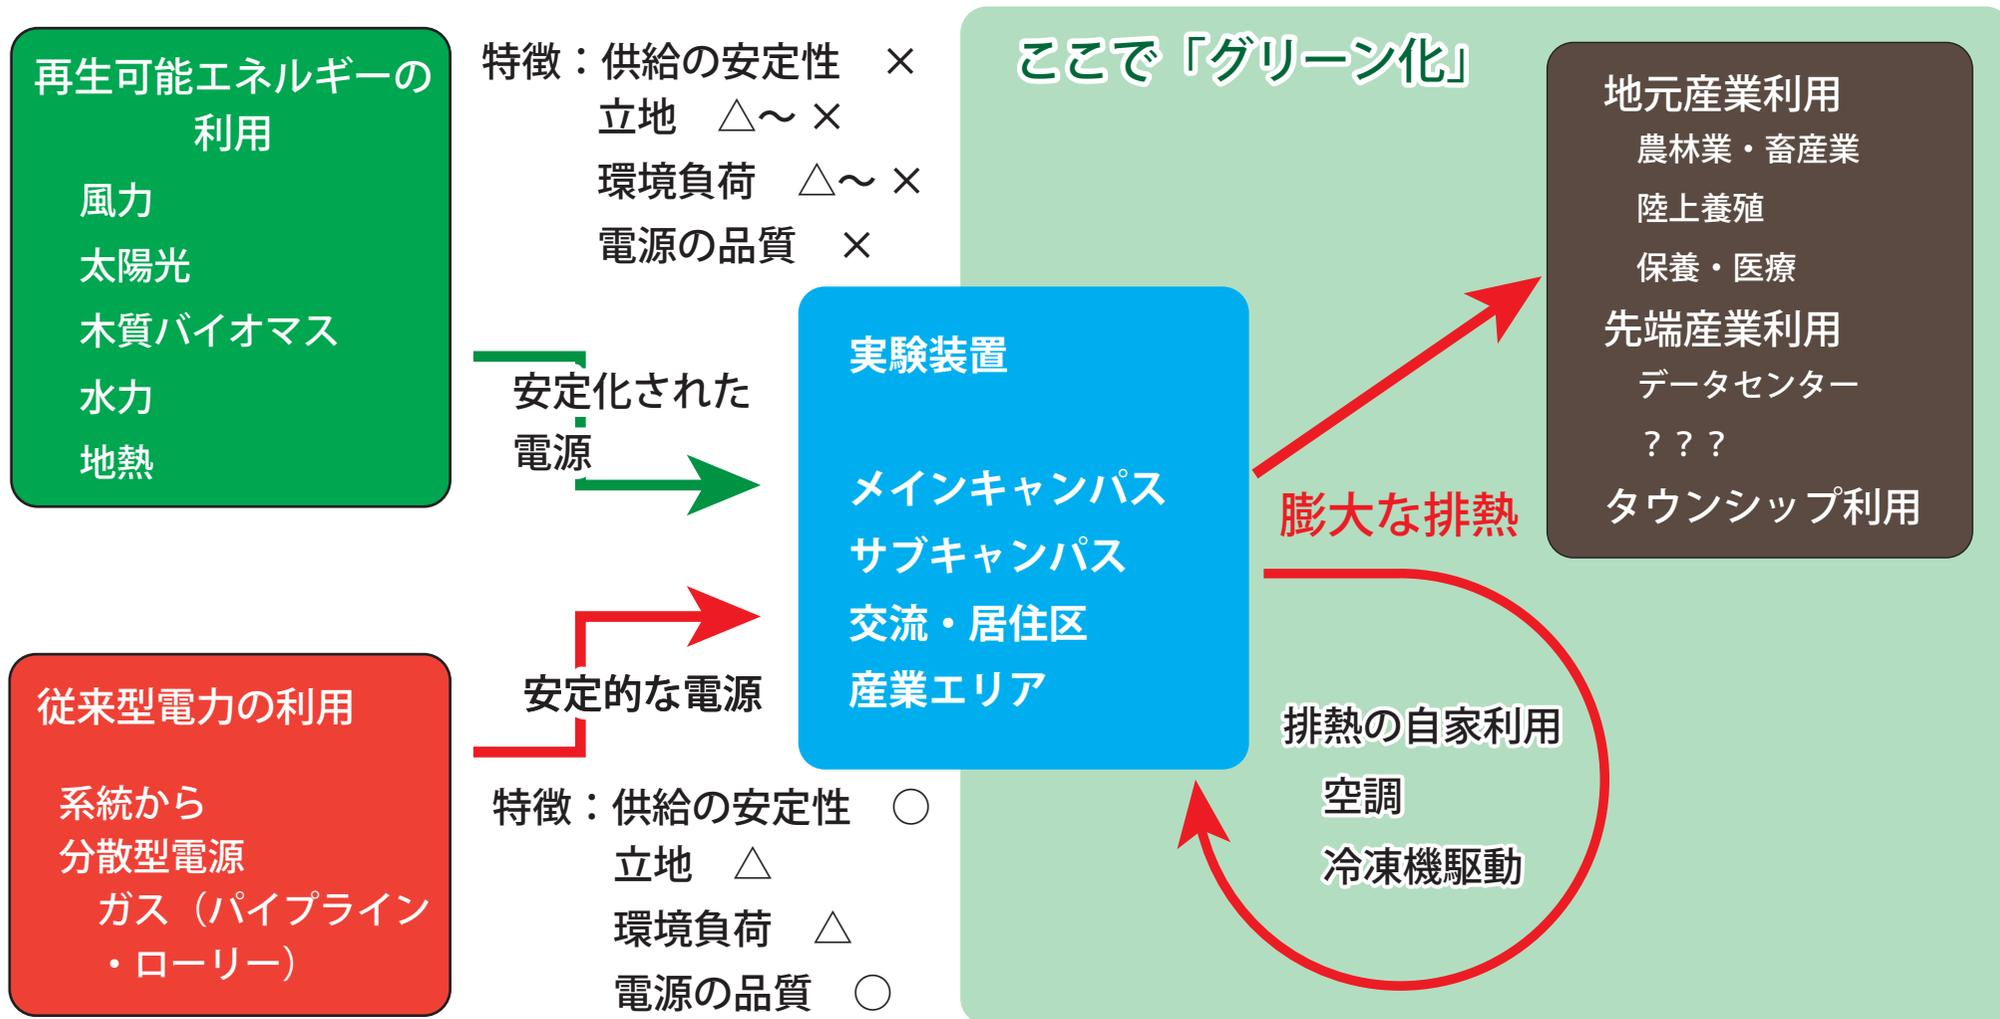 再生可能エネルギーの
利用
風力
太陽光
木質バイオマス
水力
地熱
特徴：供給の安定性　×
立地　△～×
環境負荷　△～×
電源の品質　×
安定化された
電源
従来型電力の利用
系統から
分散型電源
ガス（パイプライン
・ローリー）
安定的な電源
特徴：供給の安定性　○
立地　△
環境負荷　△
電源の品質　○
実験装置
メインキャンパス
サブキャンパス
交流・居住区
産業エリア
ここで「グリーン化」
膨大な排熱
地元産業利用
農林業・畜産業
陸上養殖
保養・医療
先端産業利用
データセンター
？？？
タウンシップ利用
排熱の自家利用
空調
冷凍機駆動